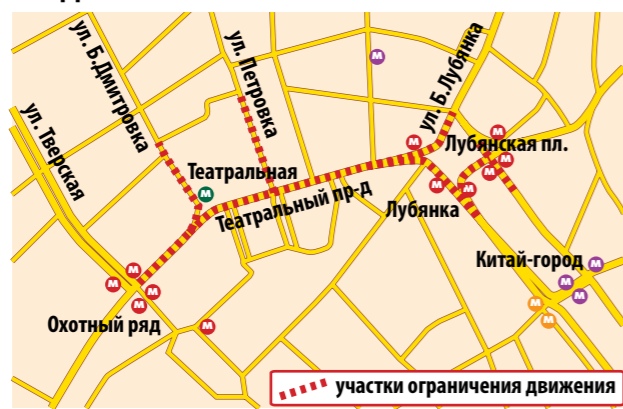 ул. Б.Дмитровка
ул. Петровка
ул. Б.Лубянка
ул. Тверская
М
М
Лубянская пл.
М
М
М
Театральная
М
Театральный пр-д
М
М
Лубянка
Китай-город
М
М
М
М
М
М
М
М
М
М
Охотный ряд
М
участки ограничения движения